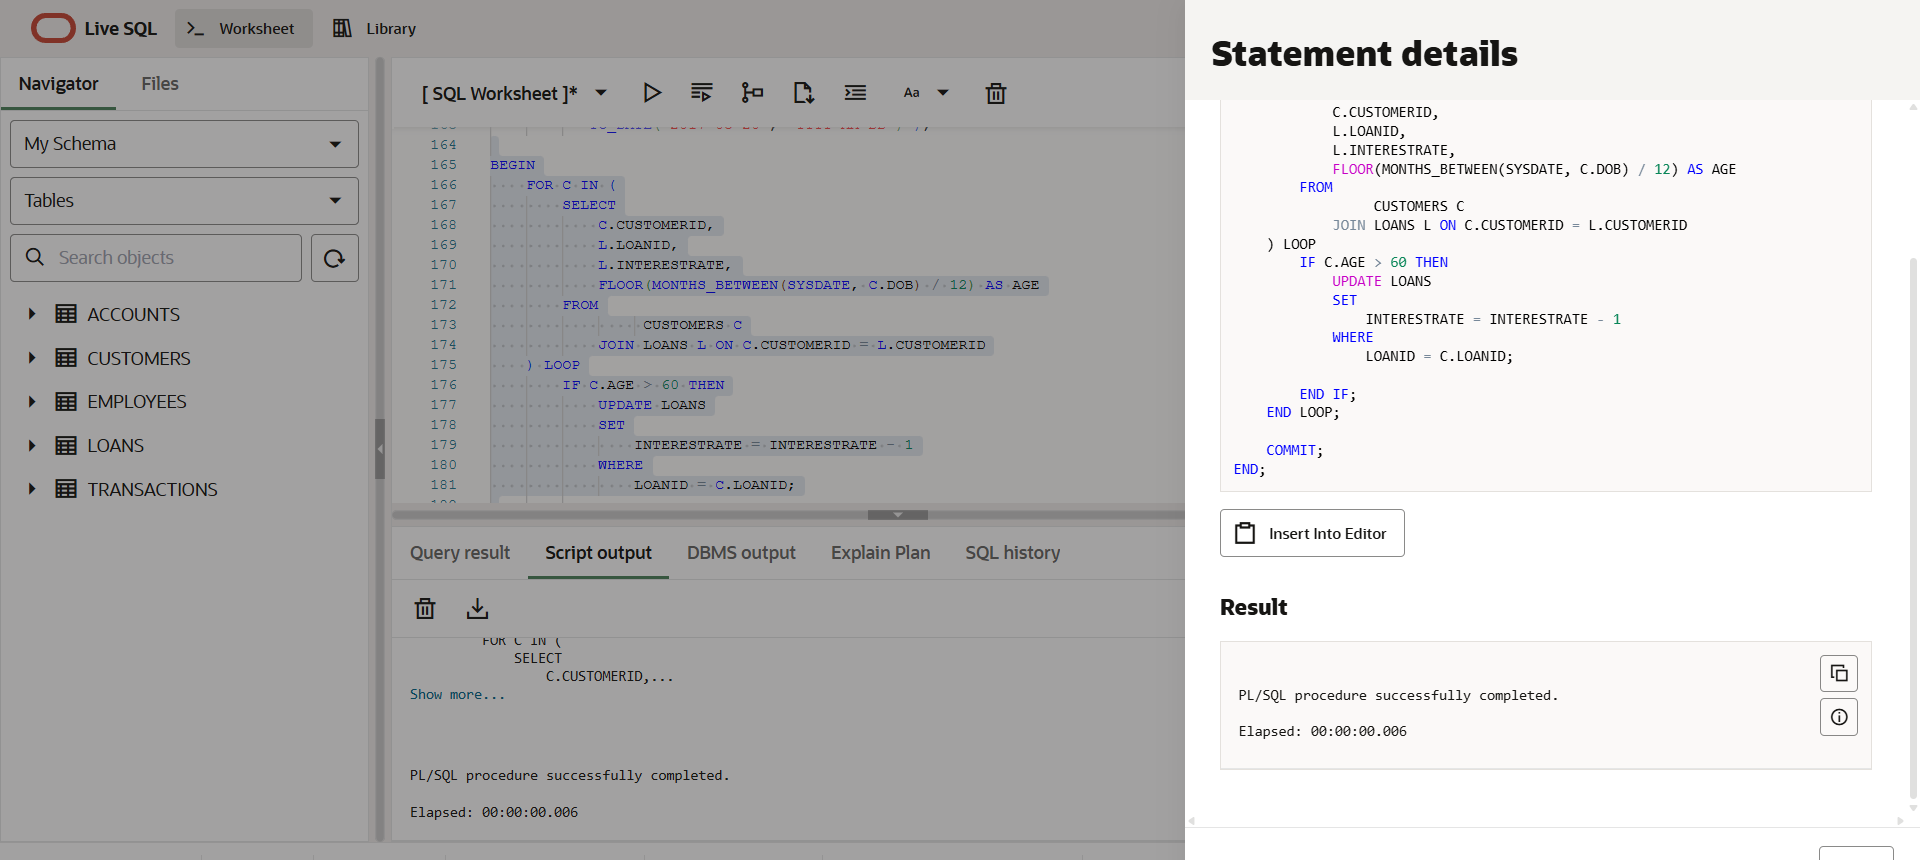 Live SQL
Worksheet
Library
Navigator
Files
My Schema
Tables
Search objects
ACCOUNTS
CUSTOMERS
EMPLOYEES
LOANS
TRANSACTIONS
[ SQL Worksheet ]*
Aa
164
165 BEGIN
166 FOR C IN (
167 SELECT
168 C.CUSTOMERID,
169 L.LOANID,
170 L.INTERESTRATE,
171 FLOOR(MONTHS_BETWEEN(SYSDATE, C.DOB) / 12) AS AGE
172 FROM
173 CUSTOMERS C
174 JOIN LOANS L ON C.CUSTOMERID = L.CUSTOMERID
175 ) LOOP
176 IF C.AGE > 60 THEN
177 UPDATE LOANS
178 SET
179 INTERESTRATE = INTERESTRATE - 1
180 WHERE
181 LOANID = C.LOANID;
Query result
Script output
DBMS output
Explain Plan
SQL history
FOR C IN (
SELECT
C.CUSTOMERID,...
Show more...
PL/SQL procedure successfully completed.
Elapsed: 00:00:00.006
Statement details
C.CUSTOMERID,
L.LOANID,
L.INTERESTRATE,
FLOOR(MONTHS_BETWEEN(SYSDATE, C.DOB) / 12) AS AGE
FROM
CUSTOMERS C
JOIN LOANS L ON C.CUSTOMERID = L.CUSTOMERID
) LOOP
IF C.AGE > 60 THEN
UPDATE LOANS
SET
INTERESTRATE = INTERESTRATE - 1
WHERE
LOANID = C.LOANID;
END IF;
END LOOP;
COMMIT;
END;
Insert Into Editor
Result
PL/SQL procedure successfully completed.
Elapsed: 00:00:00.006